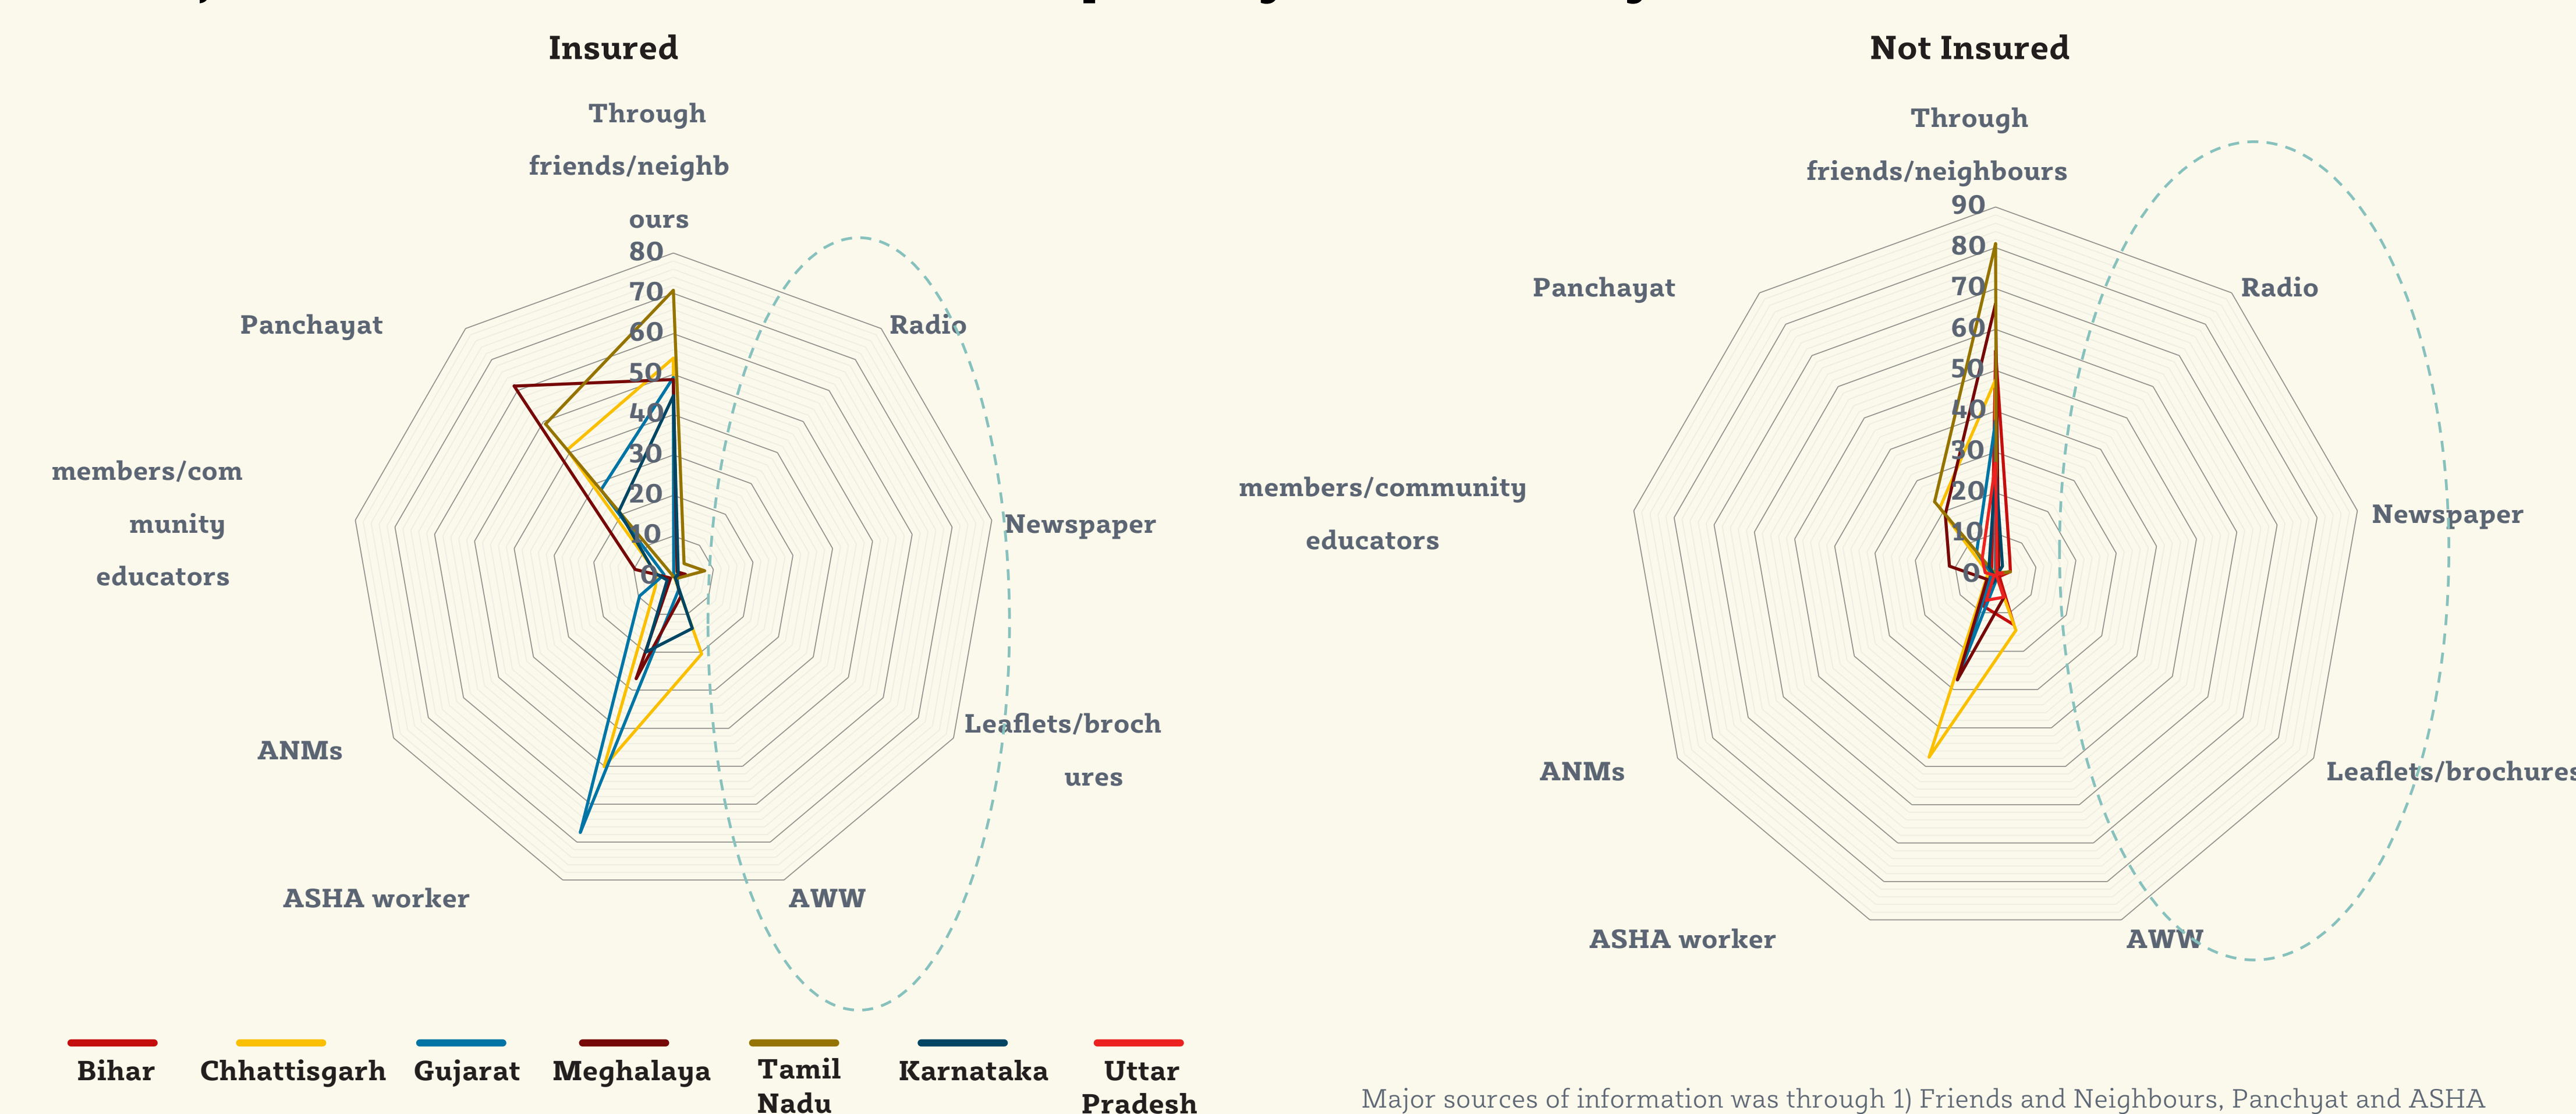 Insured
Through
friends/neighb
ours
80
70
60
50
40
30
20
10
0
Radio
Newspaper
Leaflets/broch
ures
AWW
ASHA worker
ANMs
members/com
munity
educators
Panchayat
Not Insured
Through
friends/neighbours
90
80
70
60
50
40
30
20
10
0
Radio
Newspaper
Leaflets/brochures
AWW
ASHA worker
ANMs
members/community
educators
Panchayat
Bihar
Chhattisgarh
Gujarat
Meghalaya
Tamil
Nadu
Karnataka
Uttar
Pradesh
Major sources of information was through 1) Friends and Neighbours, Panchyat and ASHA